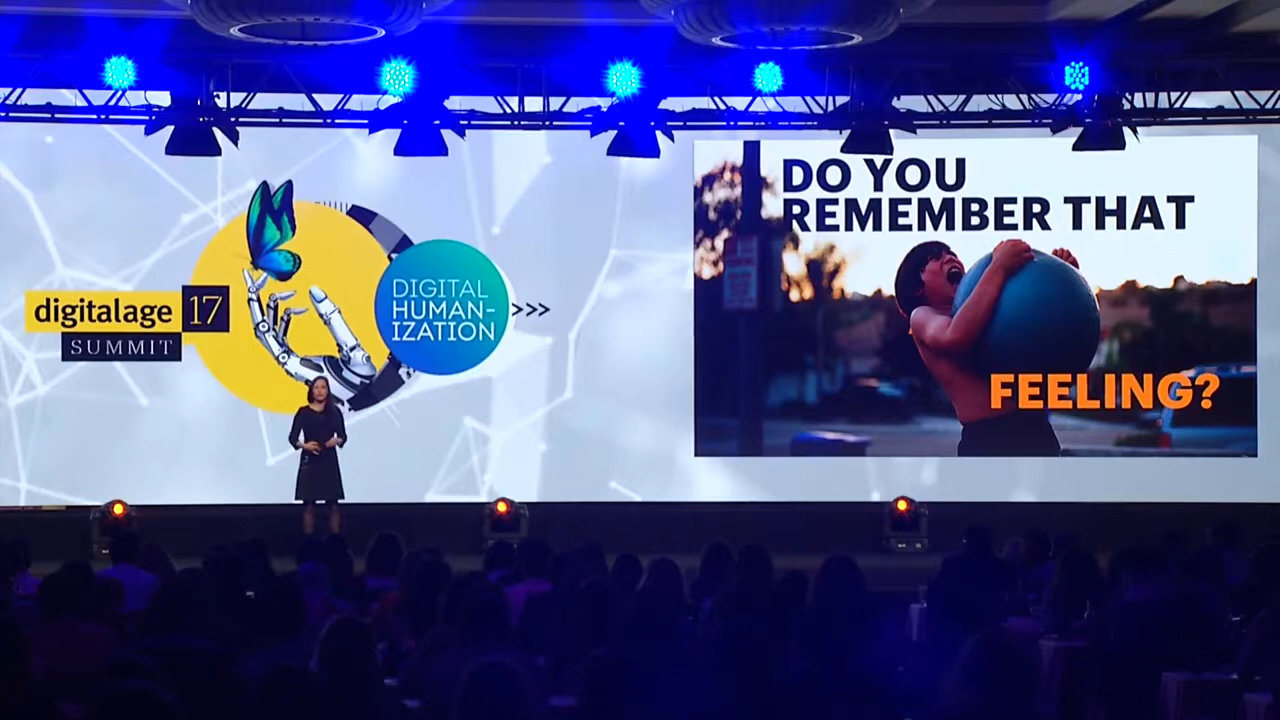 digitalage 17
SUMMIT
DIGITAL
HUMAN-
IZATION
>>>
DO YOU
REMEMBER THAT
FEELING?